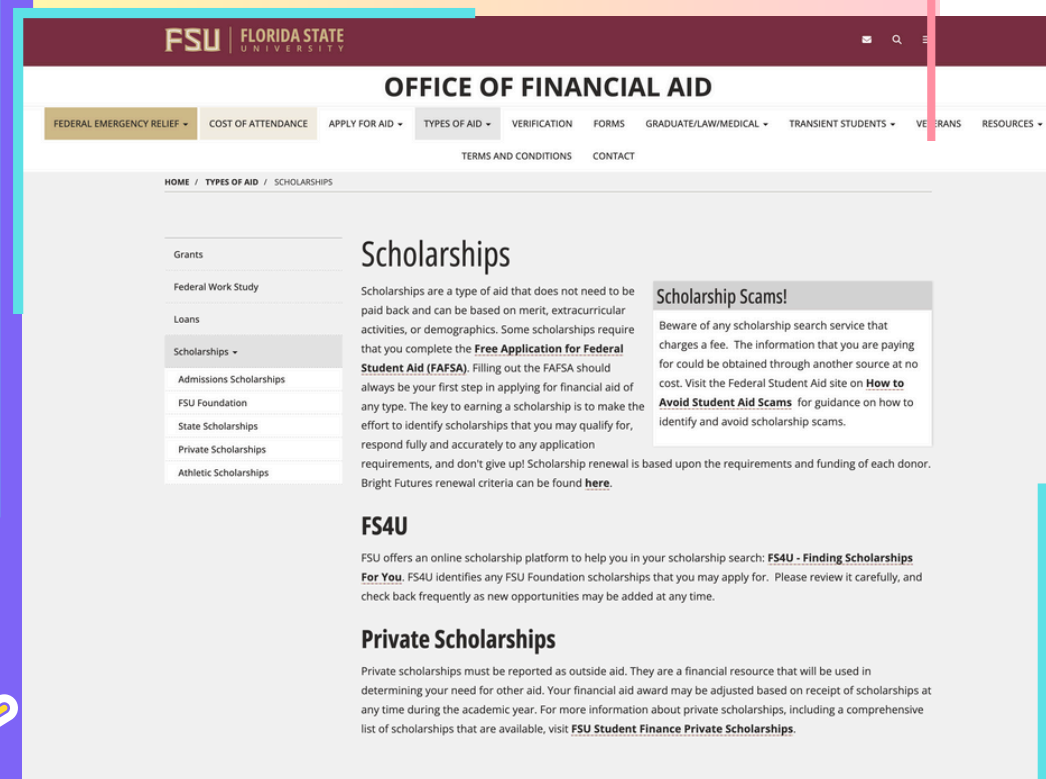 FSU FLORIDA STATE
UNIVERSITY
OFFICE OF FINANCIAL AID
FEDERAL EMERGENCY RELIEF COST OF ATTENDANCE APPLY FOR AID TYPES OF AID VERIFICATION FORMS GRADUATE/LAW/MEDICAL TRANSIENT STUDENTS VETERANS RESOURCES
TERMS AND CONDITIONS CONTACT
HOME / TYPES OF AID / SCHOLARSHIPS
Grants
Federal Work Study
Loans
Scholarships
Admissions Scholarships
FSU Foundation
State Scholarships
Private Scholarships
Athletic Scholarships
Scholarships
Scholarships are a type of aid that does not need to be
paid back and can be based on merit, extracurricular
activities, or demographics. Some scholarships require
that you complete the Free Application for Federal
Student Aid (FAFSA). Filling out the FAFSA should
always be your first step in applying for financial aid of
any type. The key to earning a scholarship is to make the
effort to identify scholarships that you may qualify for,
respond fully and accurately to any application
requirements, and don't give up! Scholarship renewal is based upon the requirements and funding of each donor.
Bright Futures renewal criteria can be found here.
Scholarship Scams!
Beware of any scholarship search service that
charges a fee. The information that you are paying
for could be obtained through another source at no
cost. Visit the Federal Student Aid site on How to
Avoid Student Aid Scams for guidance on how to
identify and avoid scholarship scams.
FS4U
FSU offers an online scholarship platform to help you in your scholarship search: FS4U - Finding Scholarships
For You. FS4U identifies any FSU Foundation scholarships that you may apply for. Please review it carefully, and
check back frequently as new opportunities may be added at any time.
Private Scholarships
Private scholarships must be reported as outside aid. They are a financial resource that will be used in
determining your need for other aid. Your financial aid award may be adjusted based on receipt of scholarships at
any time during the academic year. For more information about private scholarships, including a comprehensive
list of scholarships that are available, visit FSU Student Finance Private Scholarships.